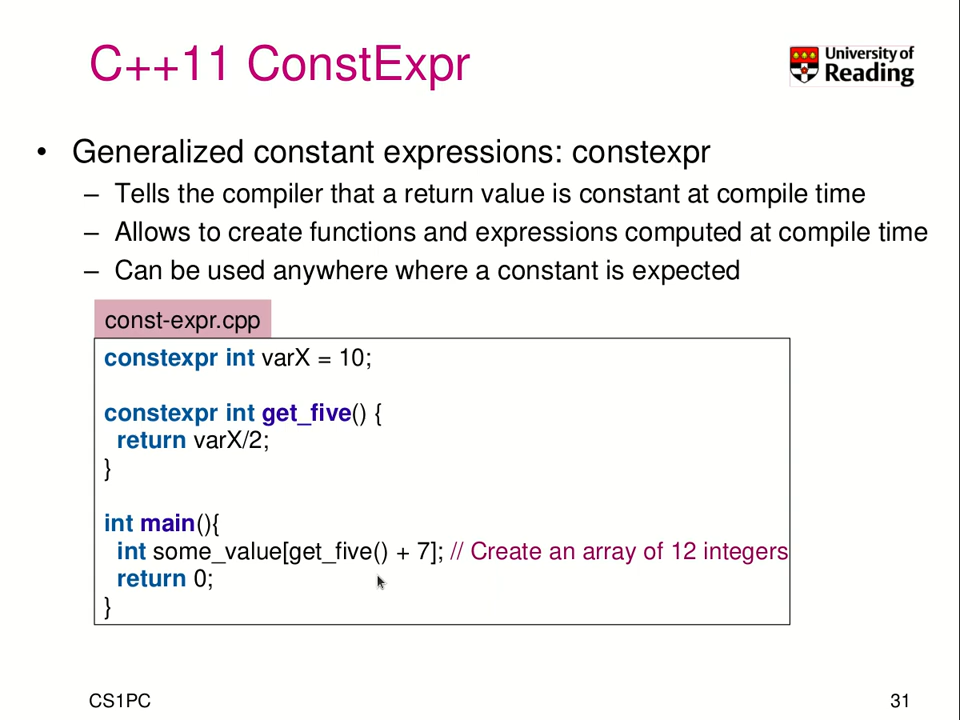 C++11 ConstExpr
University of
Reading
• Generalized constant expressions: constexpr
– Tells the compiler that a return value is constant at compile time
– Allows to create functions and expressions computed at compile time
– Can be used anywhere where a constant is expected
const-expr.cpp
constexpr int varX = 10;
constexpr int get_five() {
return varX/2;
}
int main(){
int some_value[get_five() + 7]; // Create an array of 12 integers
return 0;
}
CS1PC
31